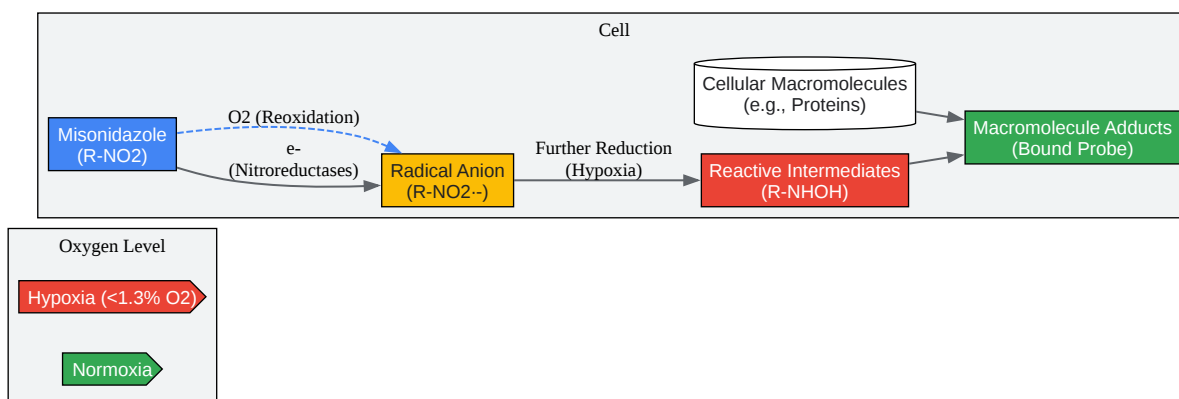 Cell
Cellular Macromolecules
(e.g., Proteins)
Misonidazole
(R-NO2)
O2 (Reoxidation)
e-
(Nitroreductases)
Radical Anion
(R-NO2·-)
Further Reduction
(Hypoxia)
Reactive Intermediates
(R-NHOH)
Macromolecule Adducts
(Bound Probe)
Oxygen Level
Hypoxia (<1.3% O2)
Normoxia